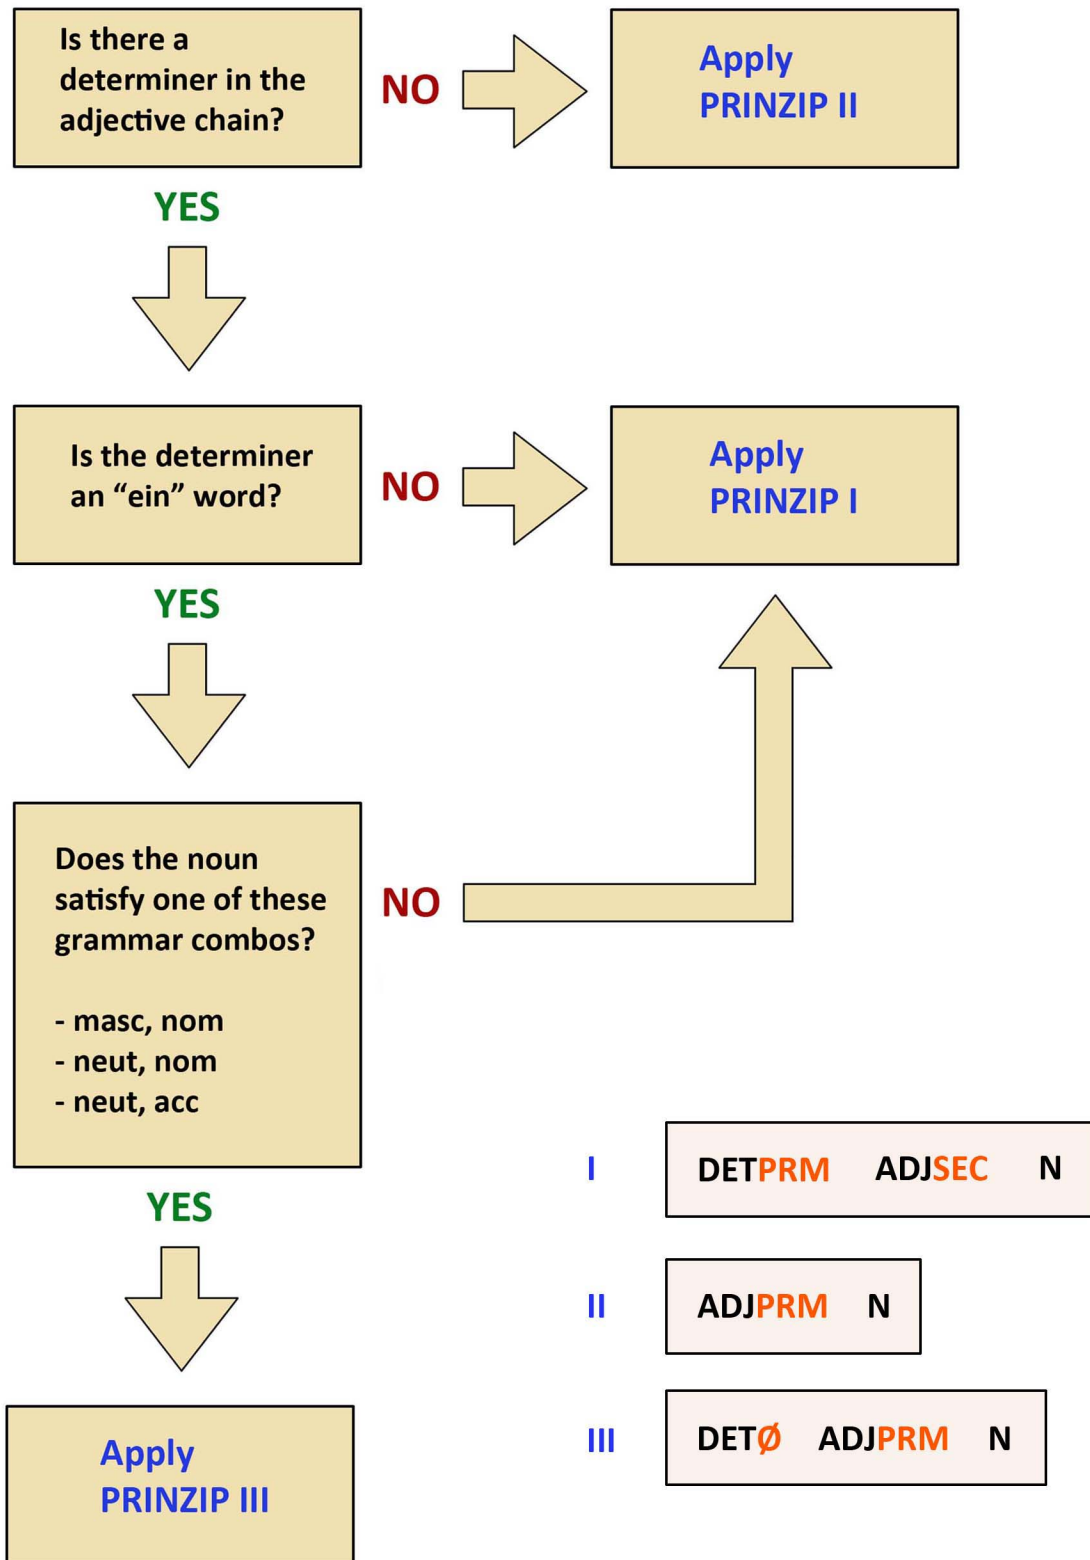 Is there a
determiner in the
adjective chain?
NO
Apply
PRINZIP II
YES
Is the determiner
an “ein” word?
NO
Apply
PRINZIP I
YES
Does the noun
satisfy one of these
grammar combos?
- masc, nom
- neut, nom
- neut, acc
NO
YES
Apply
PRINZIP III
I DETPRM ADJSEC N
II ADJPRM N
III DETØ ADJPRM N